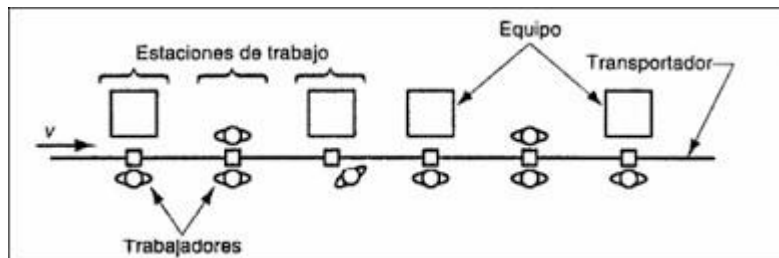 Equipo
Estaciones de trabajo
Transportador
v
Trabajadores